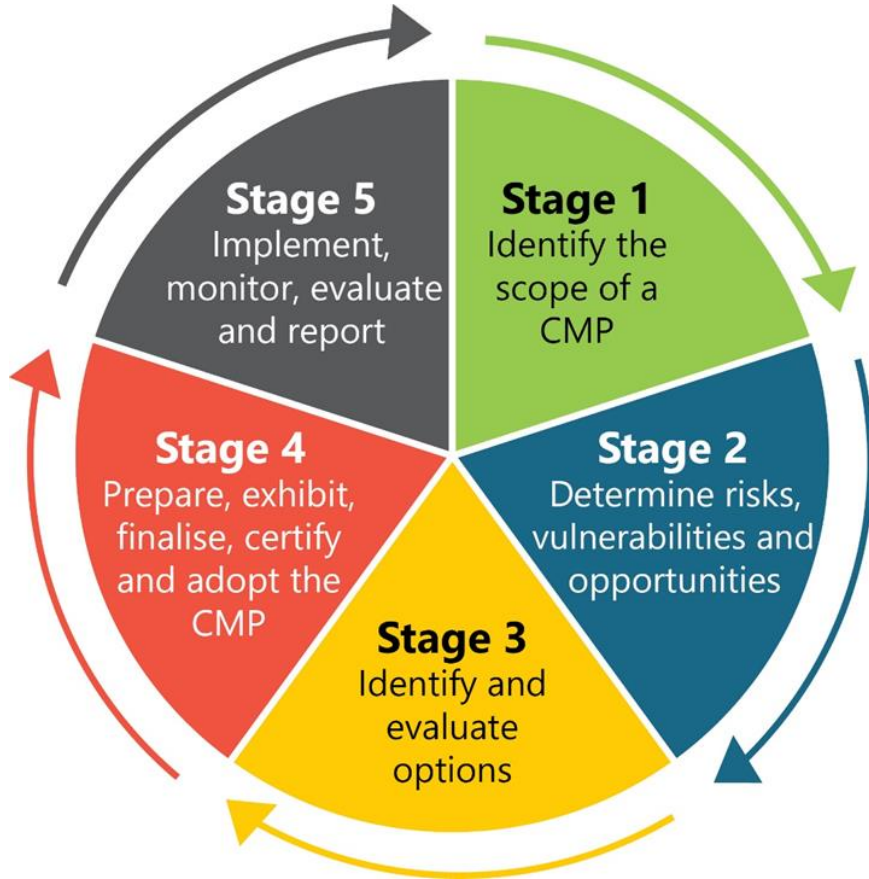 Stage 1
Identify the
scope of a
CMP
Stage 2
Determine risks,
vulnerabilities and
opportunities
Stage 3
Identify and
evaluate
options
Stage 4
Prepare, exhibit,
finalise, certify
and adopt the
CMP
Stage 5
Implement,
monitor, evaluate
and report